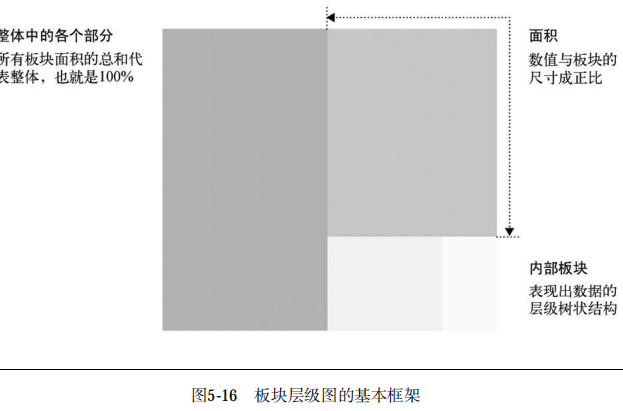 整体中的各个部分
所有板块面积的总和代
表整体，也就是100%
面积
数值与板块的
尺寸成正比
内部板块
表现出数据的
层级树状结构
图5-16 板块层级图的基本框架